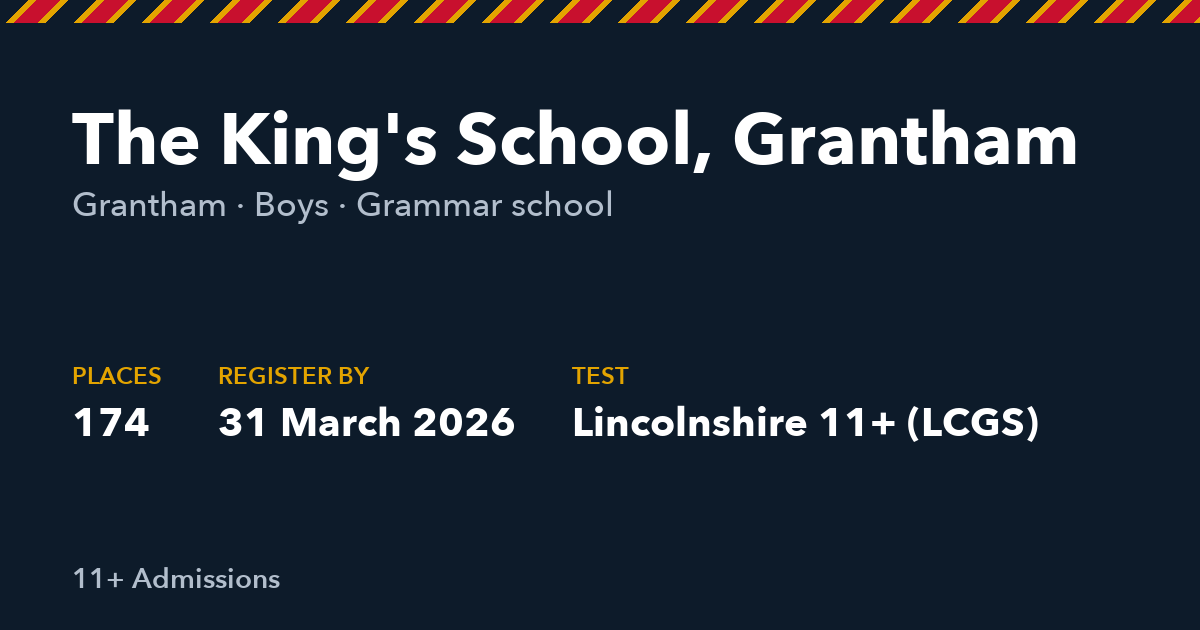 The King's School, Grantham
Grantham · Boys · Grammar school
PLACES
174
REGISTER BY
31 March 2026
TEST
Lincolnshire 11+ (LCGS)
11+ Admissions